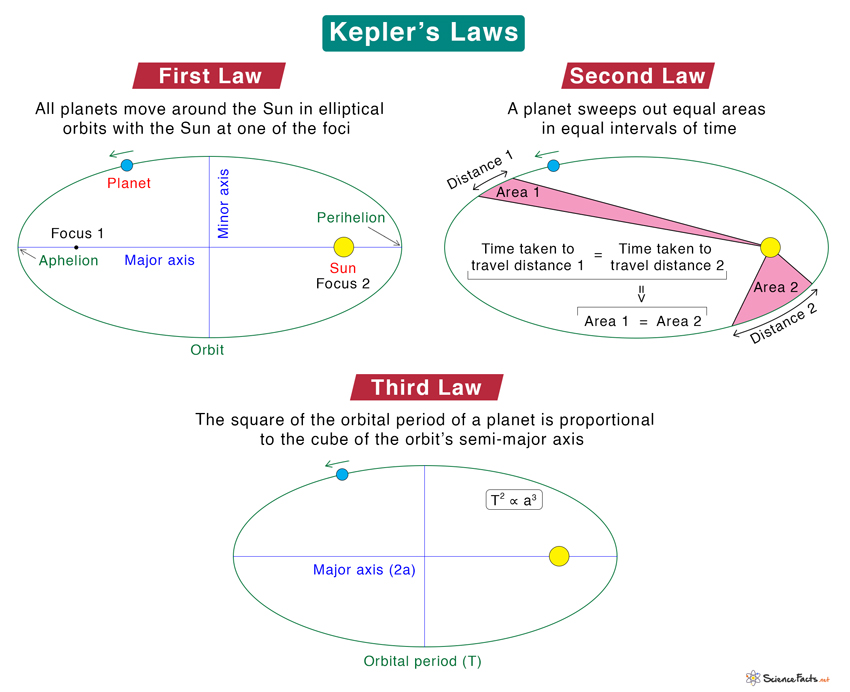 Kepler's Laws
First Law
All planets move around the Sun in elliptical
orbits with the Sun at one of the foci
Planet
Minor axis
Perihelion
Focus 1
Aphelion
Major axis
Sun
Focus 2
Orbit
Second Law
A planet sweeps out equal areas
in equal intervals of time
Distance 1
Area 1
Time taken to
travel distance 1
=
Time taken to
travel distance 2
Area 2
=>
Area 1 = Area 2
Distance 2
Third Law
The square of the orbital period of a planet is proportional
to the cube of the orbit's semi-major axis
T² ∝ a³
Major axis (2a)
Orbital period (T)
ScienceFacts.net